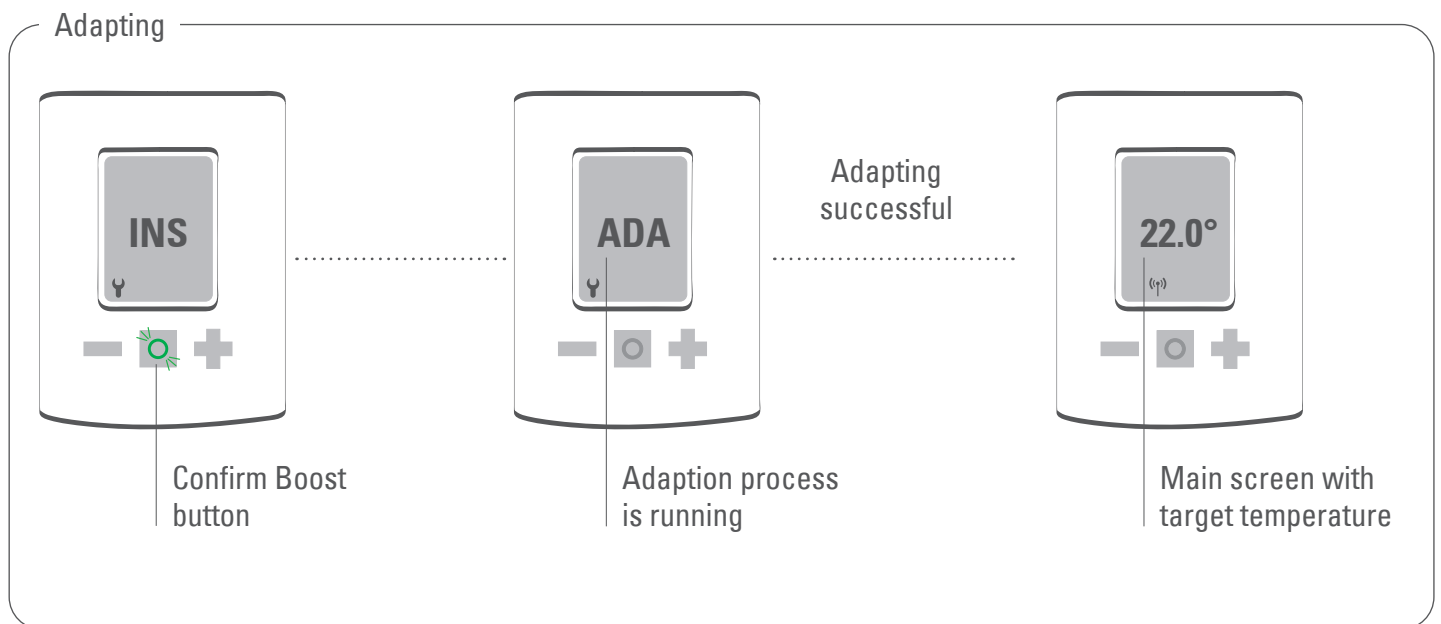 Adapting
INS
ADA
Adapting
successful
22.0°
Confirm Boost
button
Adaption process
is running
Main screen with
target temperature